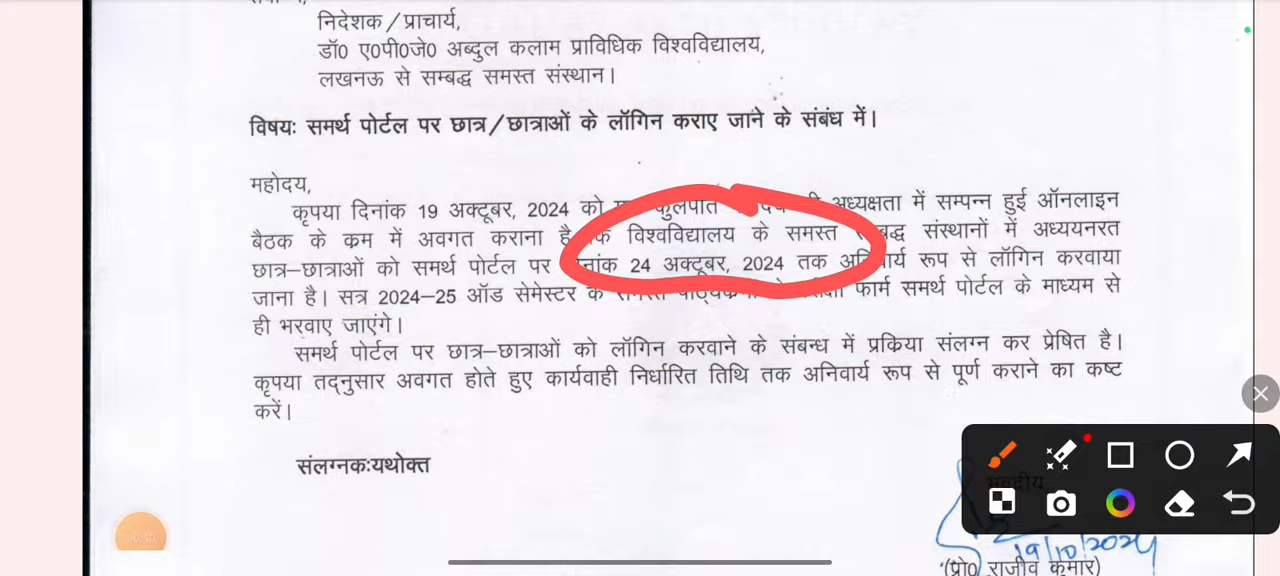 निदेशक/प्राचार्य,
डॉ0 ए0पी0जे0 अब्दुल कलाम प्राविधिक विश्वविद्यालय,
लखनऊ से सम्बद्ध समस्त संस्थान।
विषयः समर्थ पोर्टल पर छात्र/छात्राओं के लॉगिन कराए जाने के संबंध में।
महोदय,
कृपया दिनांक 19 अक्टूबर, 2024 को अध्यक्षता में सम्पन्न हुई ऑनलाइन
बैठक के क्रम में अवगत कराना है विश्वविद्यालय के समस्त संस्थानों में अध्ययनरत
छात्र–छात्राओं को समर्थ पोर्टल पर 24 अक्टूबर, 2024 तक अनिवार्य रूप से लॉगिन करवाया
जाना है। सत्र 2024–25 ऑड सेमेस्टर के फार्म समर्थ पोर्टल के माध्यम से
ही भरवाए जाएंगे।
समर्थ पोर्टल पर छात्र–छात्राओं को लॉगिन करवाने के संबन्ध में प्रकिया संलग्न कर प्रेषित है।
कृपया तद्नुसार अवगत होते हुए कार्यवाही निर्धारित तिथि तक अनिवार्य रूप से पूर्ण कराने का कष्ट
करें।
संलग्नकःयथोक्त
19/10/2024
(प्रो0 राजीव कुमार)